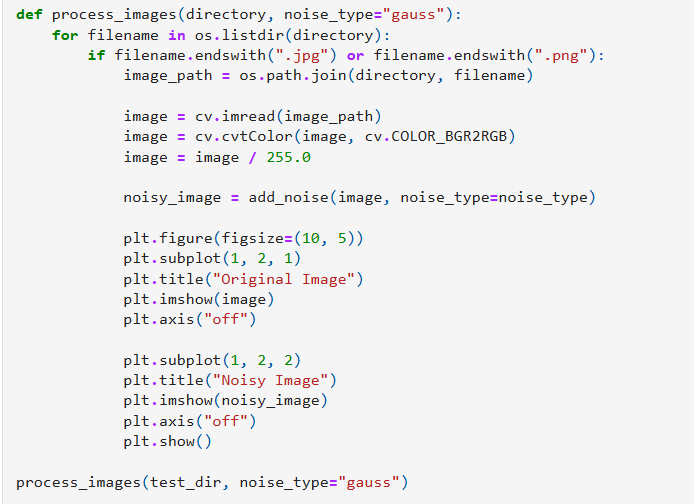 def process_images(directory, noise_type="gauss"):
    for filename in os.listdir(directory):
        if filename.endswith(".jpg") or filename.endswith(".png"):
            image_path = os.path.join(directory, filename)

            image = cv.imread(image_path)
            image = cv.cvtColor(image, cv.COLOR_BGR2RGB)
            image = image / 255.0

            noisy_image = add_noise(image, noise_type=noise_type)

            plt.figure(figsize=(10, 5))
            plt.subplot(1, 2, 1)
            plt.title("Original Image")
            plt.imshow(image)
            plt.axis("off")

            plt.subplot(1, 2, 2)
            plt.title("Noisy Image")
            plt.imshow(noisy_image)
            plt.axis("off")
            plt.show()

process_images(test_dir, noise_type="gauss")